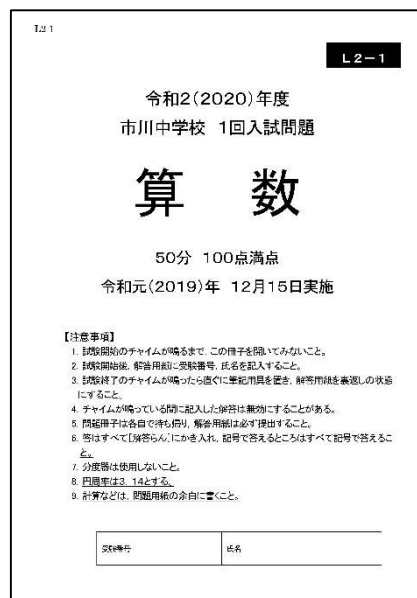 L2-1
L2-1
令和2(2020)年度
市川中学校 1回入試問題
算 数
50分 100点満点
令和元(2019)年 12月15日実施
【注意事項】
1. 試験開始のチャイムが鳴るまで、この冊子を開いてみないこと。
2. 試験開始後、解答用紙に受験番号、氏名を記入すること。
3. 試験終了のチャイムが鳴ったら直ぐに筆記用具を置き、解答用紙を裏返しの状態
にすること。
4. チャイムが鳴っている間に記入した解答は無効にすることがある。
5. 問題冊子は各自で持ち帰り、解答用紙は必ず提出すること。
6. 答はすべて[解答らん]にかき入れ、記号で答えるところはすべて記号で答えるこ
と。
7. 分度器は使用しないこと。
8. 円周率は3. 14とする。
9. 計算などは、問題用紙の余白に書くこと。
受験番号 氏名